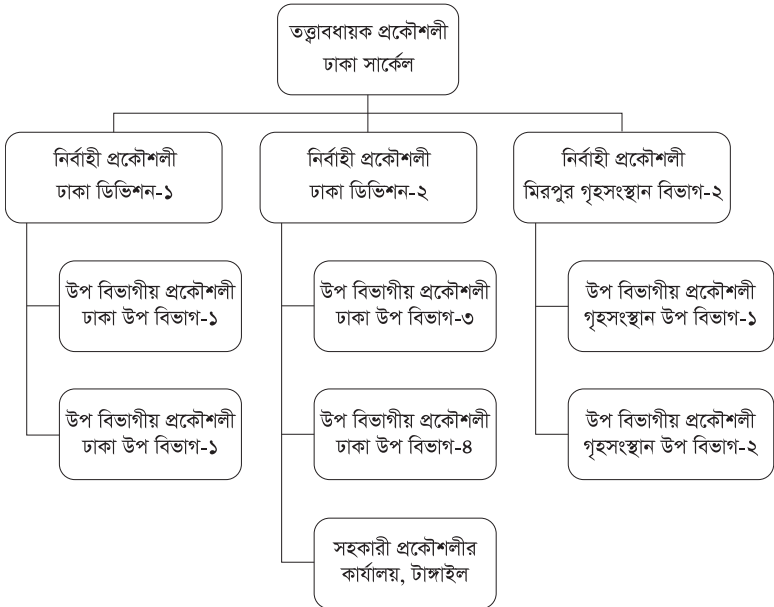 তত্ত্বাবধায়ক প্রকৌশলী
ঢাকা সার্কেল
নির্বাহী প্রকৌশলী
ঢাকা ডিভিশন-১
নির্বাহী প্রকৌশলী
ঢাকা ডিভিশন-২
নির্বাহী প্রকৌশলী
মিরপুর গৃহসংস্থান বিভাগ-২
উপ বিভাগীয় প্রকৌশলী
ঢাকা উপ বিভাগ-১
উপ বিভাগীয় প্রকৌশলী
ঢাকা উপ বিভাগ-৩
উপ বিভাগীয় প্রকৌশলী
গৃহসংস্থান উপ বিভাগ-১
উপ বিভাগীয় প্রকৌশলী
ঢাকা উপ বিভাগ-১
উপ বিভাগীয় প্রকৌশলী
ঢাকা উপ বিভাগ-৪
উপ বিভাগীয় প্রকৌশলী
গৃহসংস্থান উপ বিভাগ-২
সহকারী প্রকৌশলীর
কার্যালয়, টাঙ্গাইল